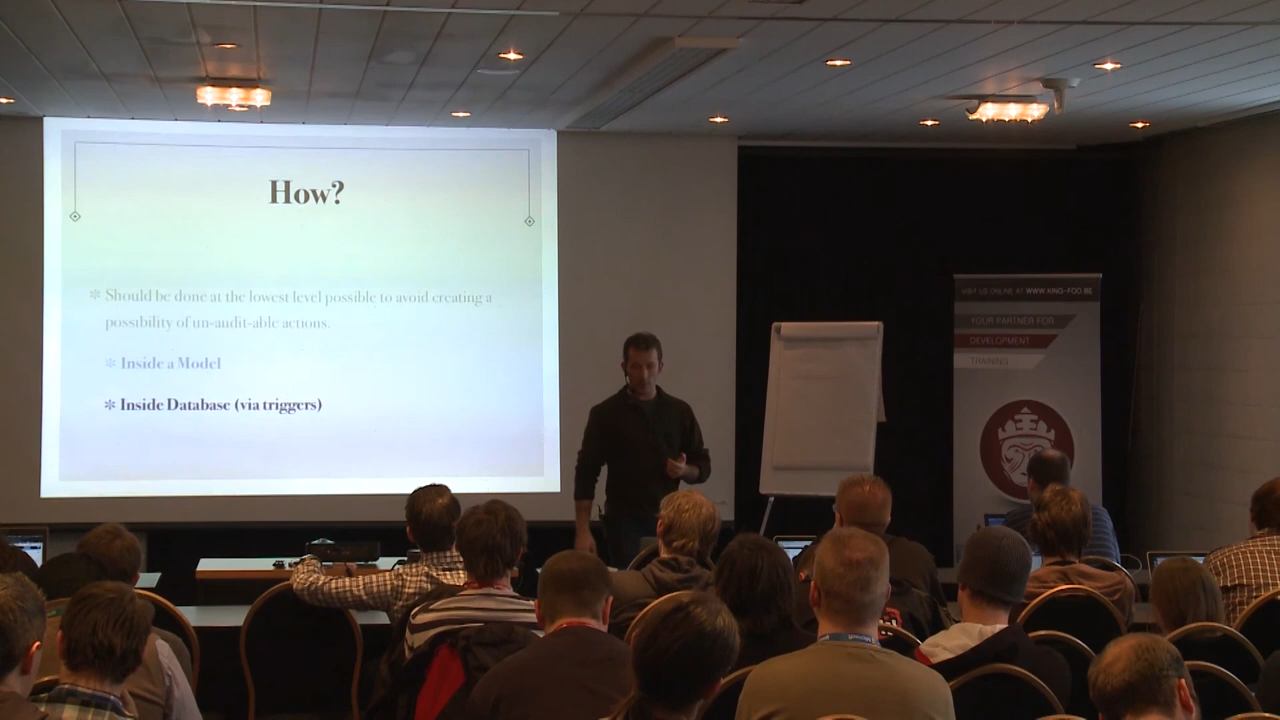 How?
✻ Should be done at the lowest level possible to avoid creating a
possibility of un-audit-able actions.
✻ Inside a Model
✻ Inside Database (via triggers)
VISIT US ONLINE AT WWW.KING-FOO.BE
YOUR PARTNER FOR
DEVELOPMENT
TRAINING
Microsoft